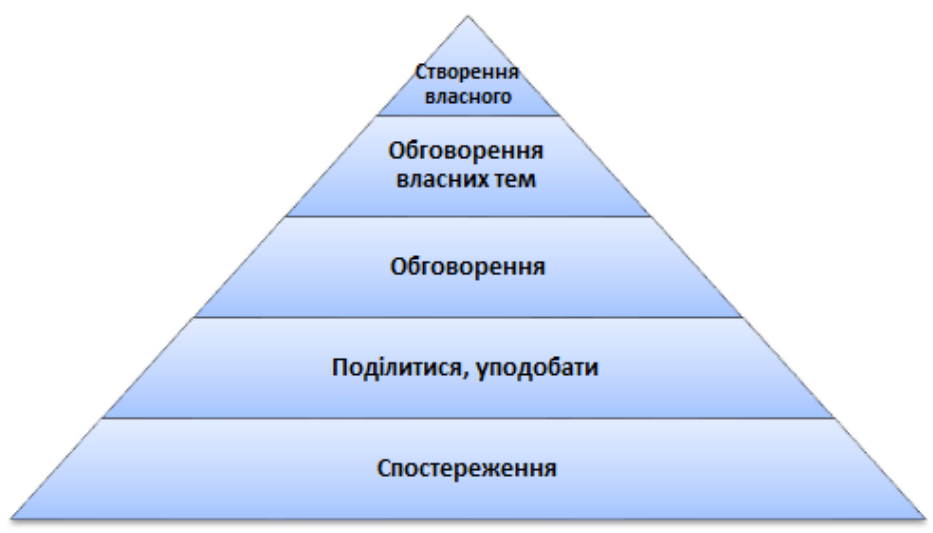 Створення
власного
Обговорення
власних тем
Обговорення
Поділитися, уподобати
Спостереження